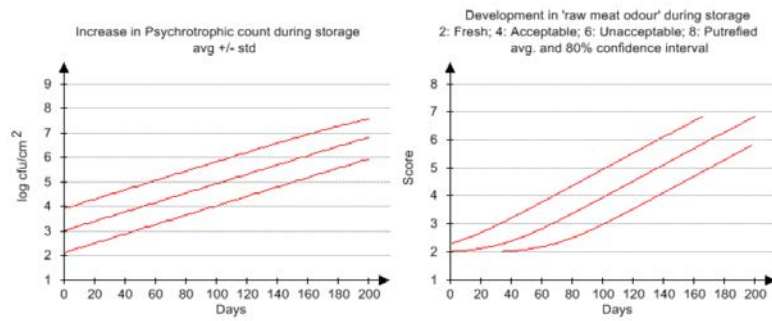 Increase in Psychrotrophic count during storage
avg +/- std
9
8
7
6
5
4
3
2
1
log cfu/cm2
0 20 40 60 80 100 120 140 160 180 200
Days
Development in 'raw meat odour' during storage
2: Fresh; 4: Acceptable; 6: Unacceptable; 8: Putrefied
avg. and 80% confidence interval
8
7
6
5
4
3
2
1
Score
0 20 40 60 80 100 120 140 160 180 200
Days